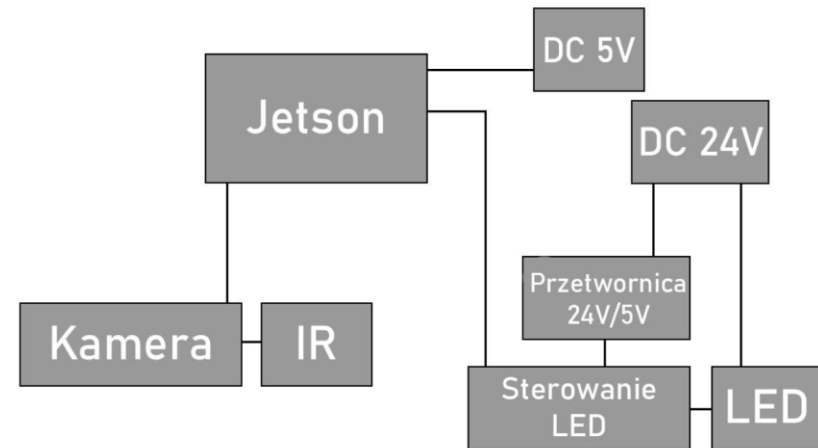 DC 5V
Jetson
DC 24V
Przetwornica
24V/5V
Kamera
IR
Sterowanie
LED
LED